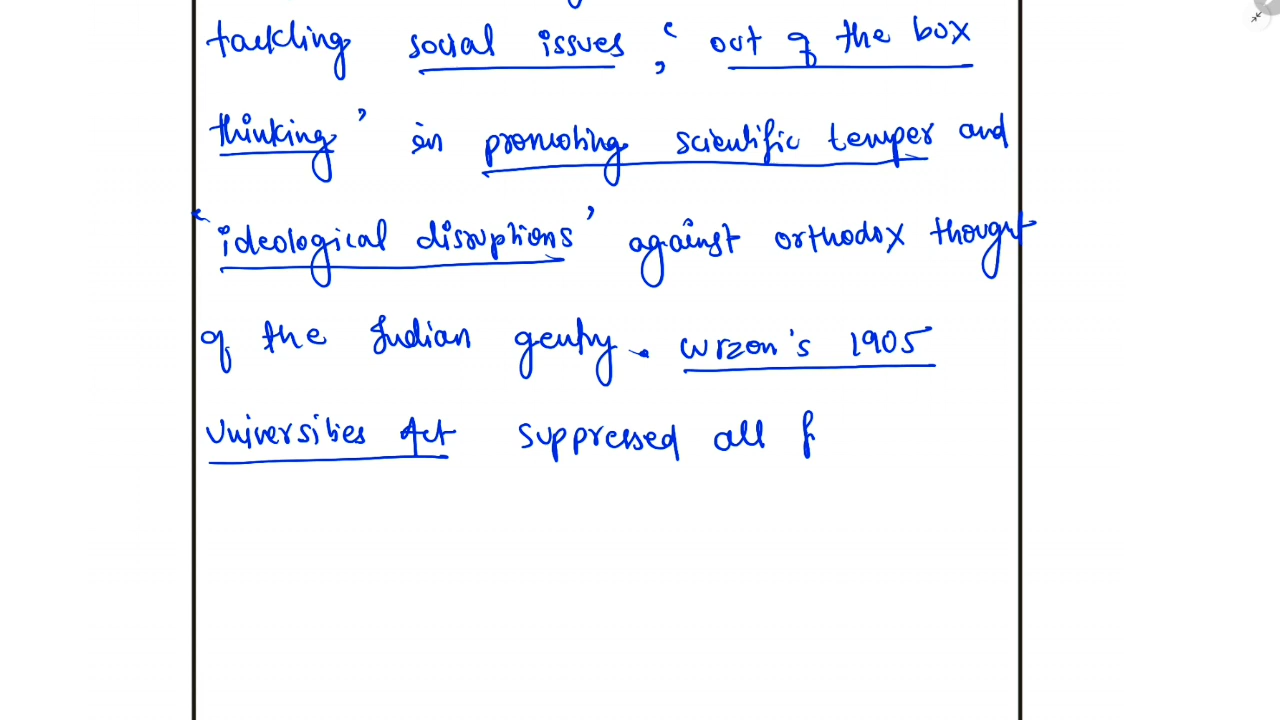 tackling social issues, 'out of the box
thinking' in promoting scientific temper and
'ideological disruptions' against orthodox thought
of the Indian gentry. Curzon's 1905
Universities Act suppressed all f